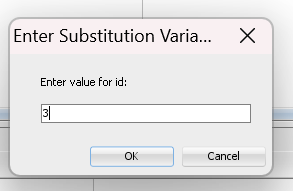 Enter Substitution Varia...
Enter value for id:
3
OK Cancel